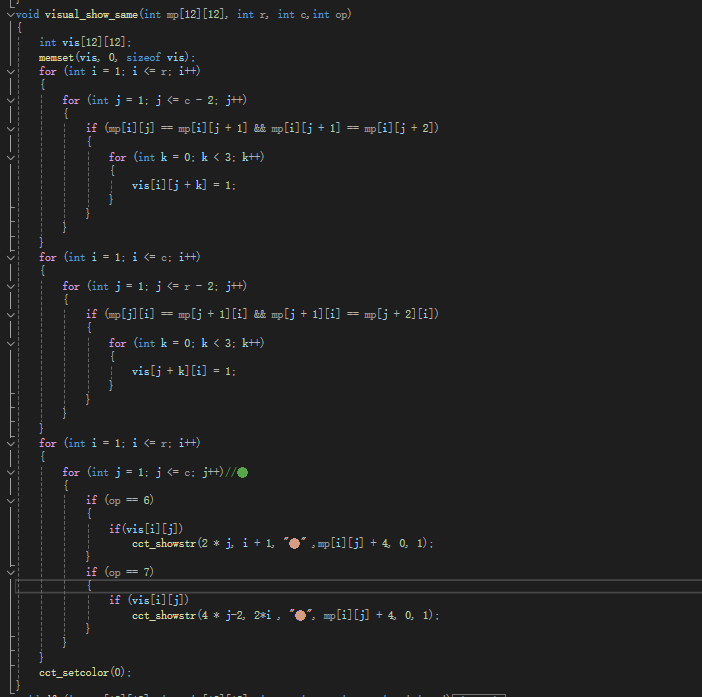 void visual_show_same(int mp[12][12], int r, int c,int op)
{
    int vis[12][12];
    memset(vis, 0, sizeof vis);
    for (int i = 1; i <= r; i++)
    {
        for (int j = 1; j <= c - 2; j++)
        {
            if (mp[i][j] == mp[i][j + 1] && mp[i][j + 1] == mp[i][j + 2])
            {
                for (int k = 0; k < 3; k++)
                {
                    vis[i][j + k] = 1;
                }
            }
        }
    }
    for (int i = 1; i <= c; i++)
    {
        for (int j = 1; j <= r - 2; j++)
        {
            if (mp[j][i] == mp[j + 1][i] && mp[j + 1][i] == mp[j + 2][i])
            {
                for (int k = 0; k < 3; k++)
                {
                    vis[j + k][i] = 1;
                }
            }
        }
    }
    for (int i = 1; i <= r; i++)
    {
        for (int j = 1; j <= c; j++)//●
        {
            if (op == 6)
            {
                if(vis[i][j])
                    cct_showstr(2 * j, i + 1, "●" ,mp[i][j] + 4, 0, 1);
            }
            if (op == 7)
            {
                if (vis[i][j])
                    cct_showstr(4 * j-2, 2*i , "●", mp[i][j] + 4, 0, 1);
            }
        }
    }
    cct_setcolor(0);
}